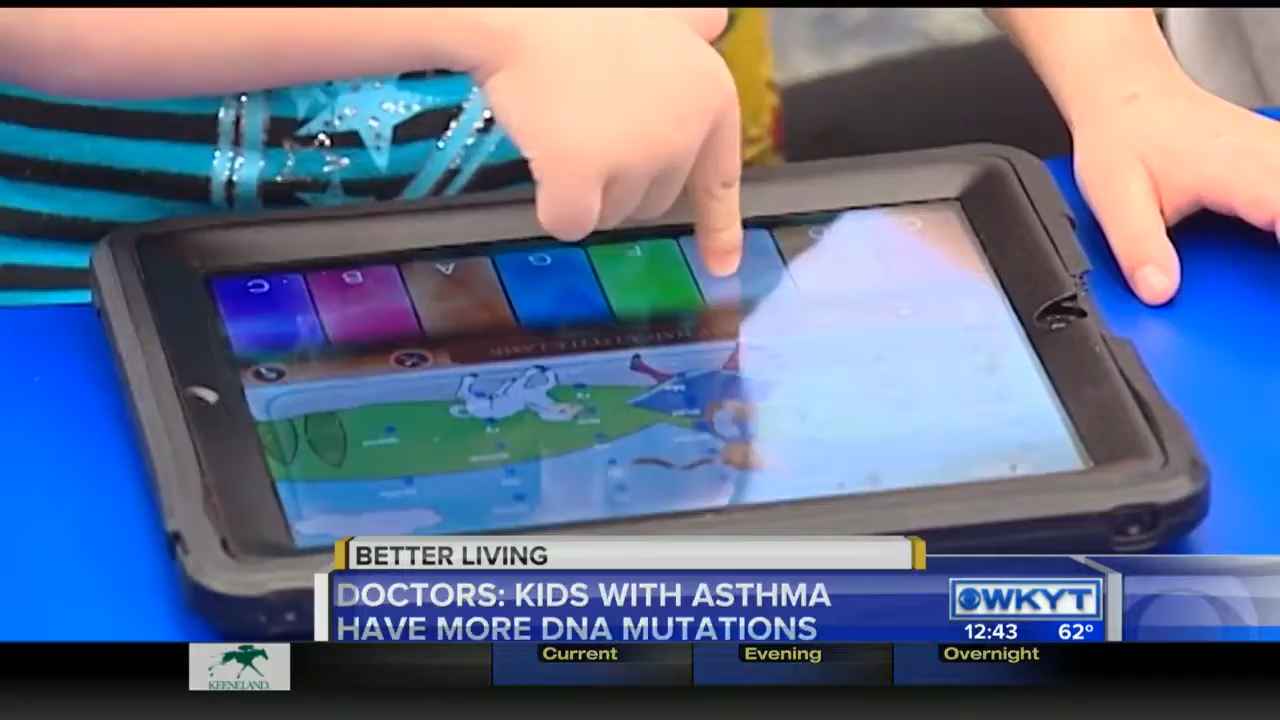 C B A G F
BETTER LIVING
DOCTORS: KIDS WITH ASTHMA
HAVE MORE DNA MUTATIONS
WKYT
12:43 62°
KEENELAND
Current Evening Overnight